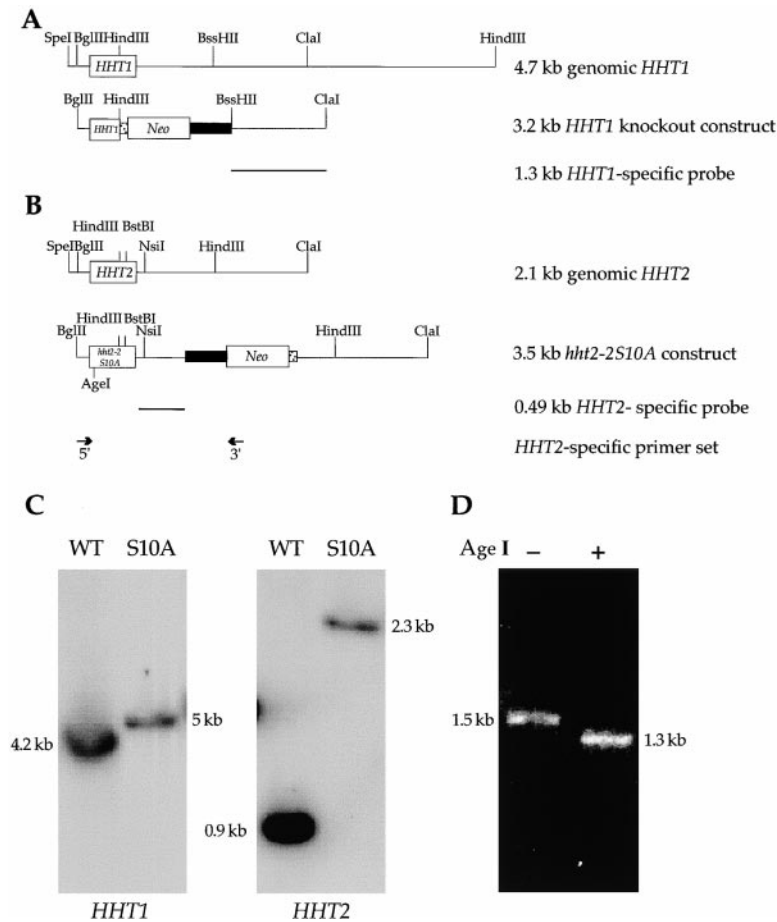 A
SpeI BglII HindIII BssHII ClaI HindIII
HHT1
4.7 kb genomic HHT1
BglII HindIII BssHII ClaI
HHT1 Neo
3.2 kb HHT1 knockout construct
1.3 kb HHT1-specific probe
B
HindIII BstBI
SpeI BglII NsiI HindIII ClaI
HHT2
2.1 kb genomic HHT2
HindIII BstBI
BglII NsiI HindIII ClaI
hht2-2
S10A
Neo
3.5 kb hht2-2S10A construct
AgeI
0.49 kb HHT2- specific probe
5' 3'
HHT2-specific primer set
C
WT S10A
WT S10A
4.2 kb
5 kb
0.9 kb
2.3 kb
HHT1
HHT2
D
Age I − +
1.5 kb
1.3 kb